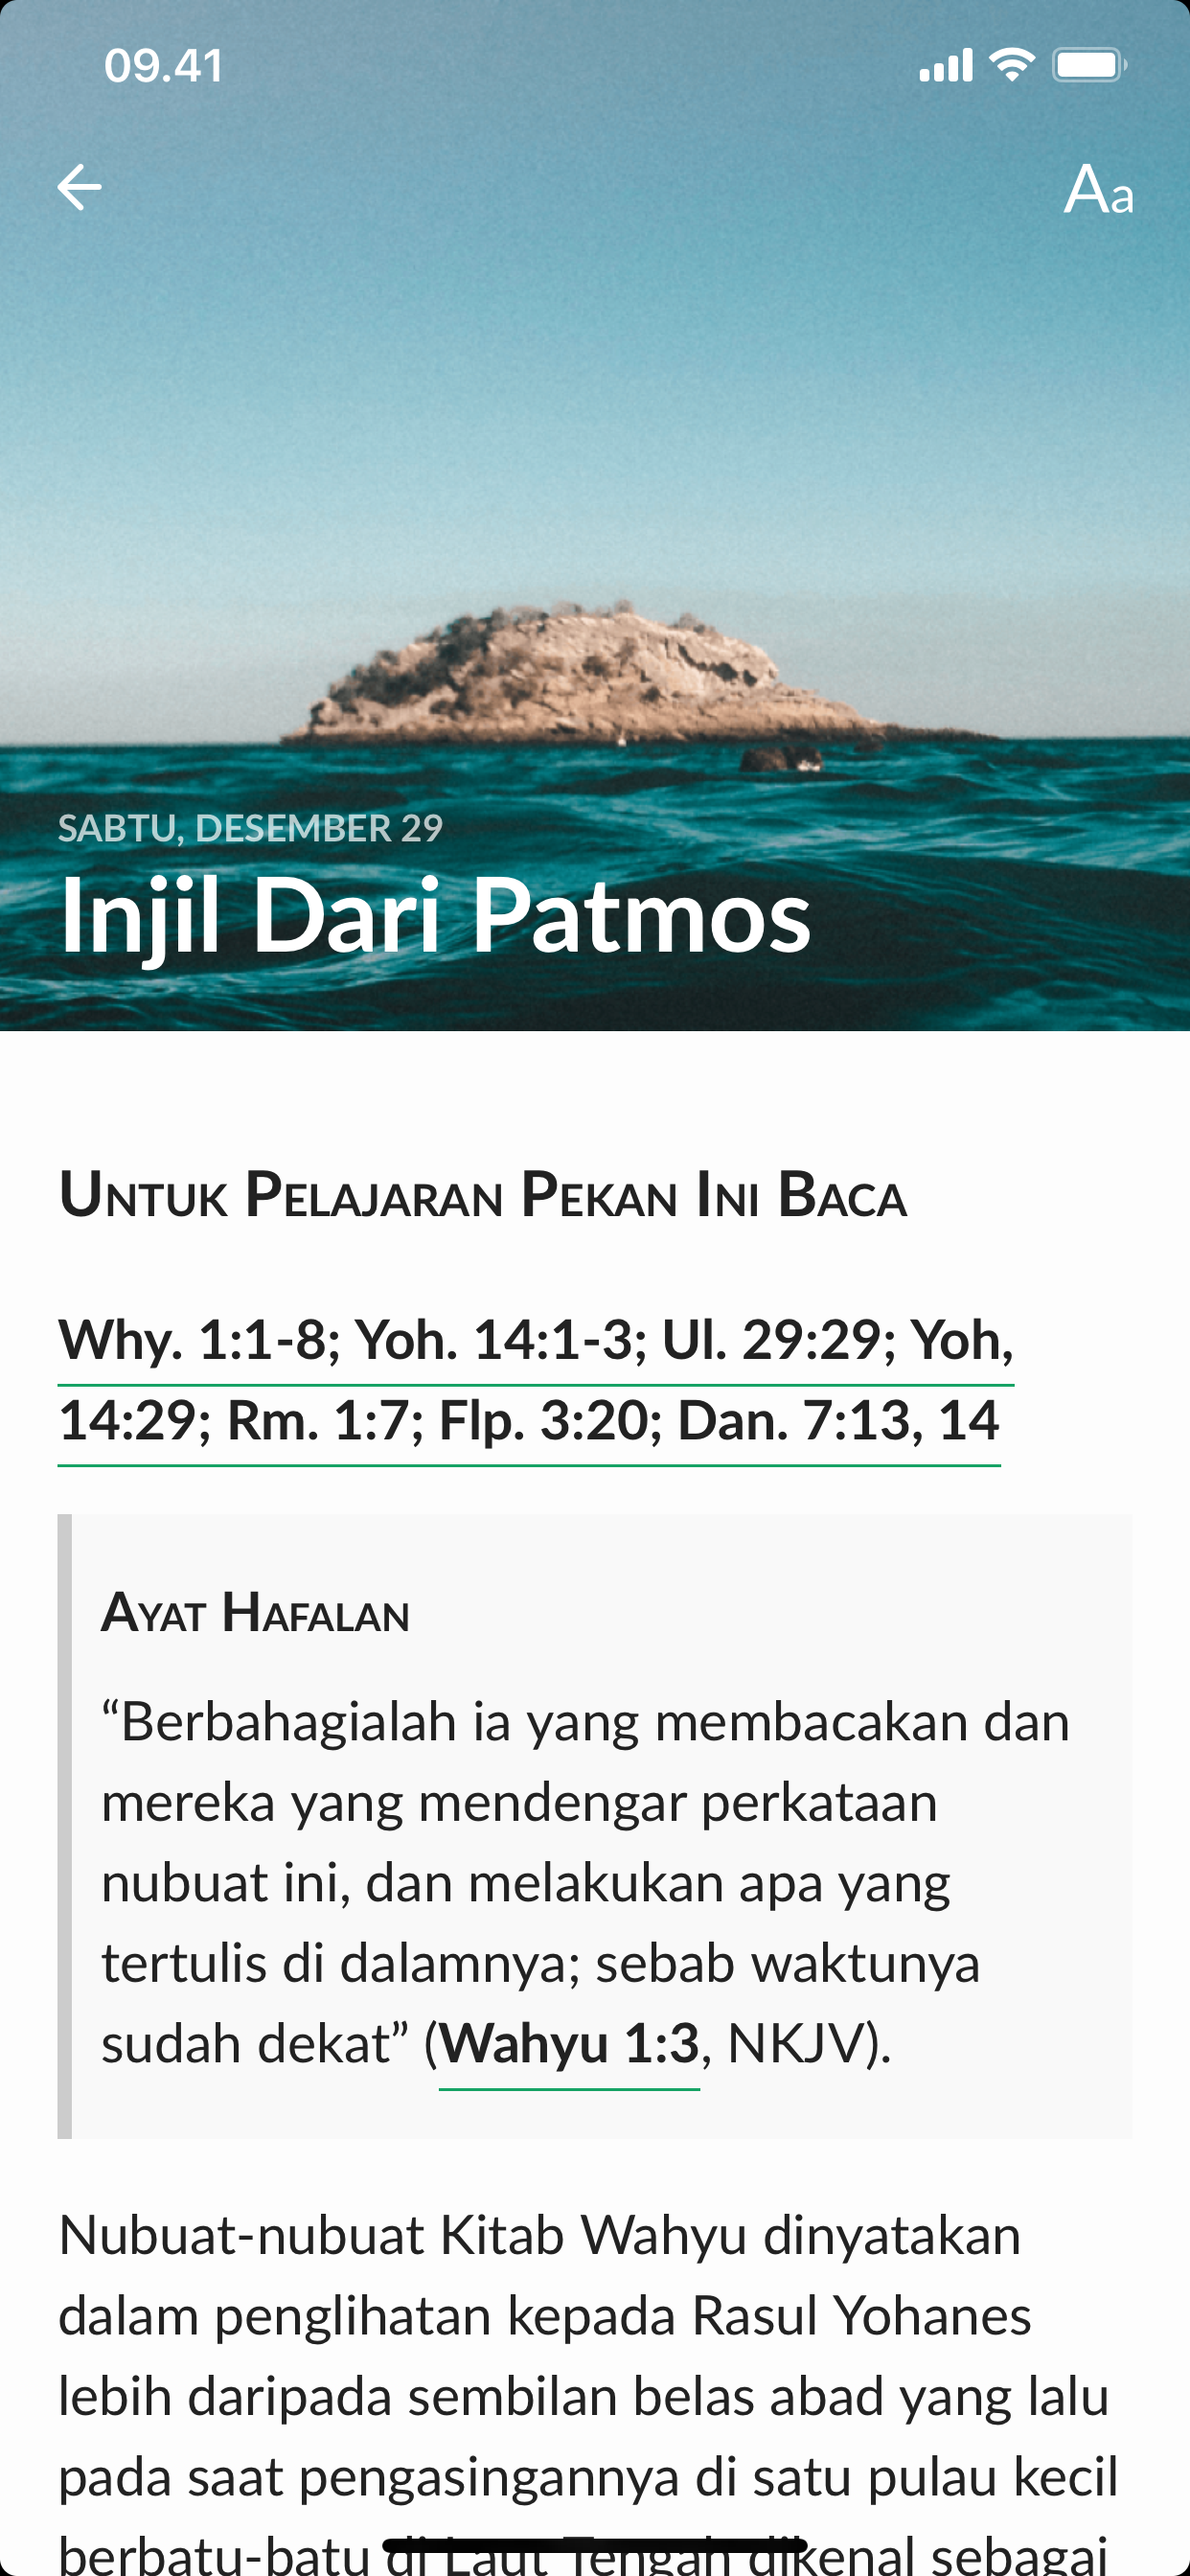 09.41
Aa
SABTU, DESEMBER 29
Injil Dari Patmos
Untuk Pelajaran Pekan Ini Baca
Why. 1:1-8; Yoh. 14:1-3; Ul. 29:29; Yoh,
14:29; Rm. 1:7; Flp. 3:20; Dan. 7:13, 14
Ayat Hafalan
“Berbahagialah ia yang membacakan dan
mereka yang mendengar perkataan
nubuat ini, dan melakukan apa yang
tertulis di dalamnya; sebab waktunya
sudah dekat” (Wahyu 1:3, NKJV).
Nubuat-nubuat Kitab Wahyu dinyatakan
dalam penglihatan kepada Rasul Yohanes
lebih daripada sembilan belas abad yang lalu
pada saat pengasingannya di satu pulau kecil
berbatu-batu di Laut Tengah dikenal sebagai